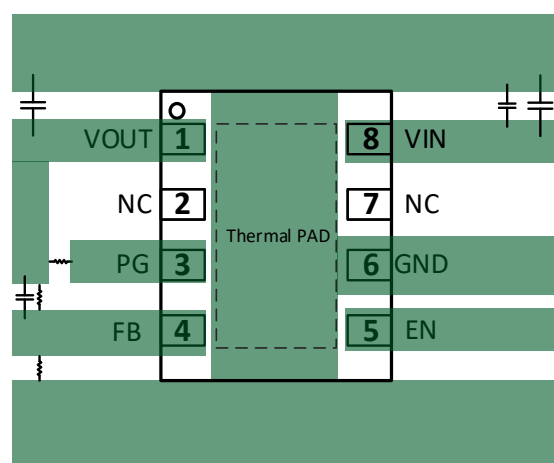 VOUT 1 8 VIN
NC 2 7 NC
Thermal PAD
PG 3 6 GND
FB 4 5 EN